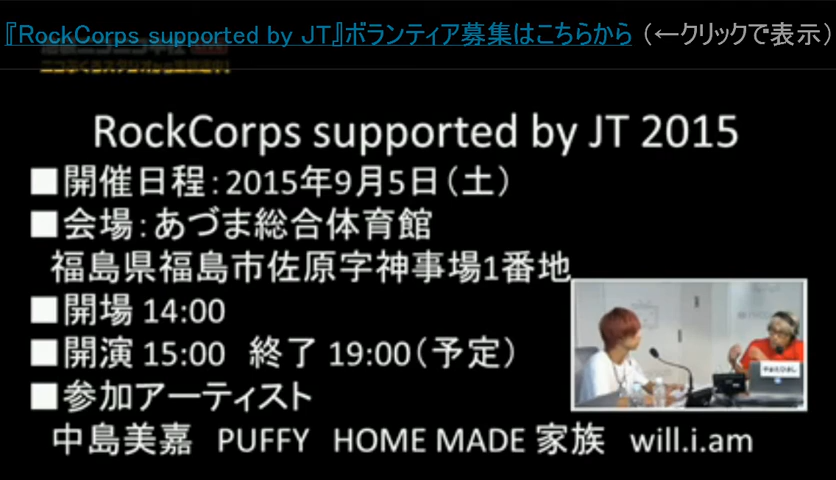 『RockCorps supported by JT』ボランティア募集はこちらから（←クリックで表示）
RockCorps supported by JT 2015
■開催日程：2015年9月5日（土）
■会場：あづま総合体育館
福島県福島市佐原字神事場1番地
■開場 14:00
■開演 15:00 終了 19:00（予定）
■参加アーティスト
中島美嘉 PUFFY HOME MADE 家族 will.i.am